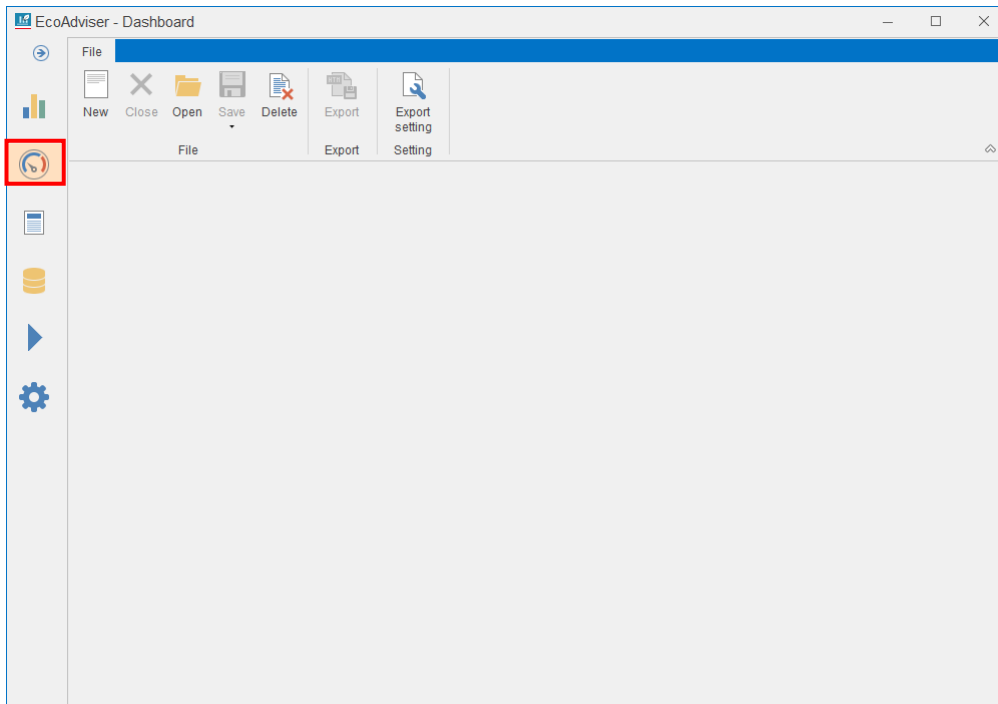 EcoAdviser - Dashboard
File
New Close Open Save Delete Export Export setting
File Export Setting